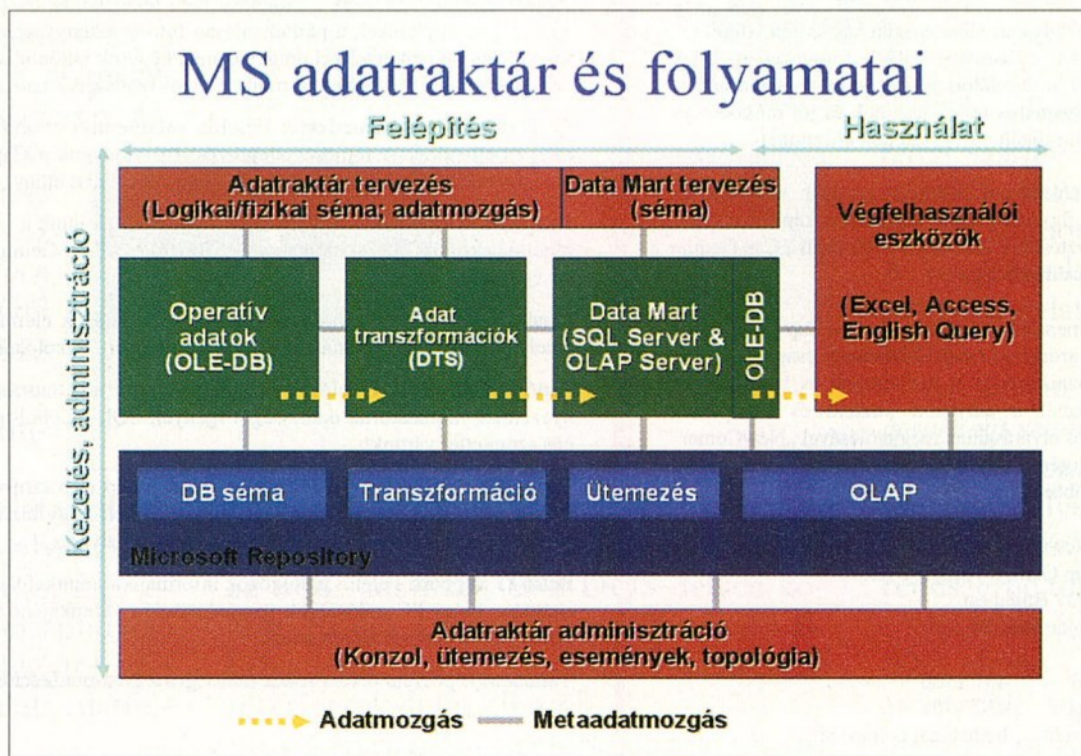 MS adatraktár és folyamatai
Felépítés
Használat
Kezelés, adminisztráció
Adatraktár tervezés
(Logikai/fizikai séma; adatmozgás)
Data Mart tervezés
(séma)
Végfelhasználói
eszközök
(Excel, Access,
English Query)
Operatív
adatok
(OLE-DB)
Adat
transzformációk
(DTS)
Data Mart
(SQL Server &
OLAP Server)
OLE-DB
DB séma
Transzformáció
Ütemezés
OLAP
Microsoft Repository
Adatraktár adminisztráció
(Konzol, ütemezés, események, topológia)
Adatmozgás
Metaadatmozgás